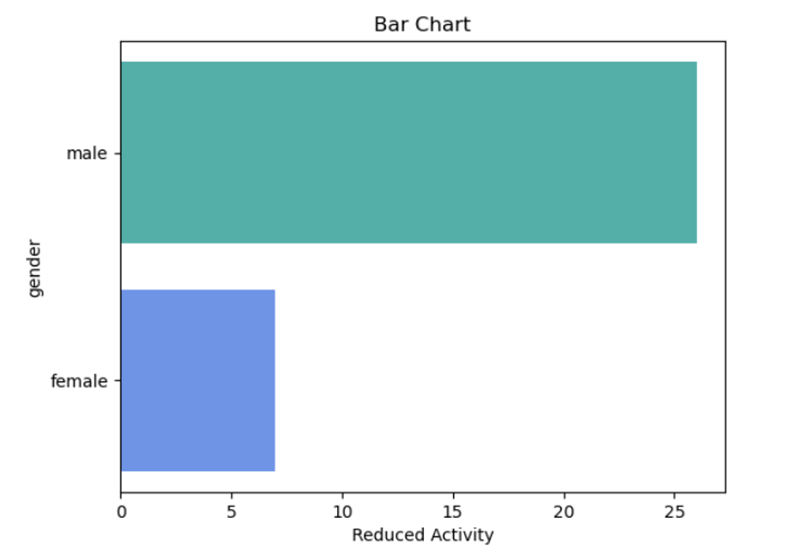 Bar Chart
male
gender
female
0 5 10 15 20 25
Reduced Activity